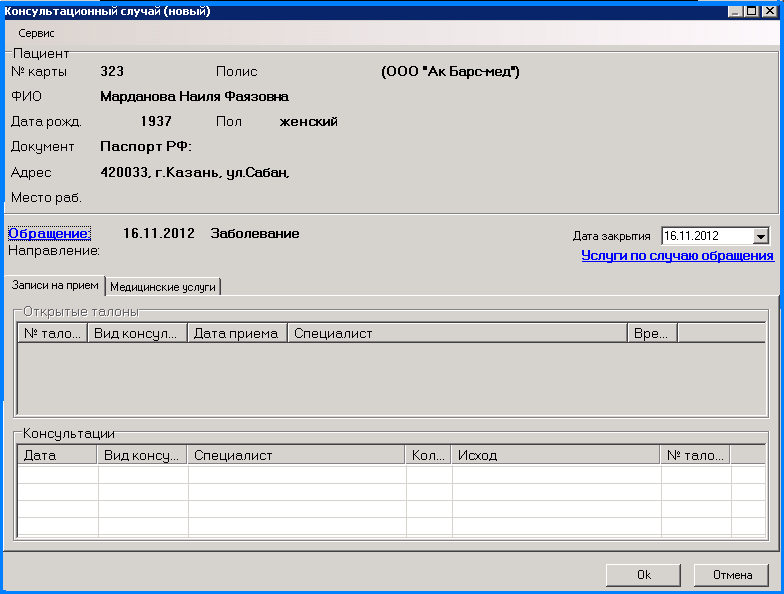 Консультационный случай (новый)
Сервис
Пациент
№ карты 323 Полис (ООО "Ак Барс-мед")
ФИО Марданова Наиля Фаязовна
Дата рожд. 1937 Пол женский
Документ Паспорт РФ:
Адрес 420033, г.Казань, ул.Сабан,
Место раб.
Обращение: 16.11.2012 Заболевание Дата закрытия 16.11.2012
Направление: Услуги по случаю обращения
Записи на прием Медицинские услуги
Открытые талоны
№ тало... Вид консул... Дата приема Специалист Вре...
Консультации
Дата Вид консу... Специалист Кол... Исход № тало...
Ok Отмена